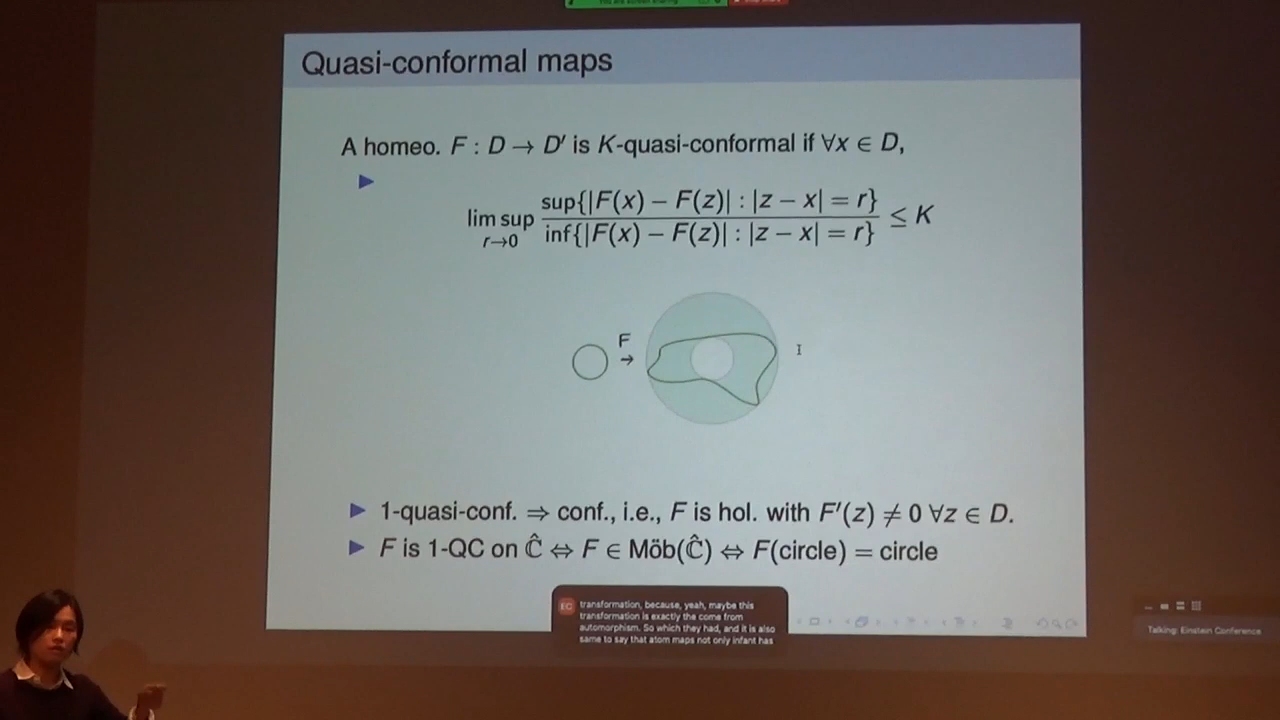 Quasi-conformal maps
A homeo. F : D → D′ is K-quasi-conformal if ∀x ∈ D,
lim sup r→0 sup{|F(x) − F(z)| : |z − x| = r} / inf{|F(x) − F(z)| : |z − x| = r} ≤ K
F
→
1-quasi-conf. ⇒ conf., i.e., F is hol. with F′(z) ≠ 0 ∀z ∈ D.
F is 1-QC on Ĉ ⇔ F ∈ Möb(Ĉ) ⇔ F(circle) = circle
EC
transformation, because, yeah, maybe this
transformation is exactly the come from
automorphism. So which they had, and it is also
same to say that atom maps not only infant has
Talking: Einstein Conference